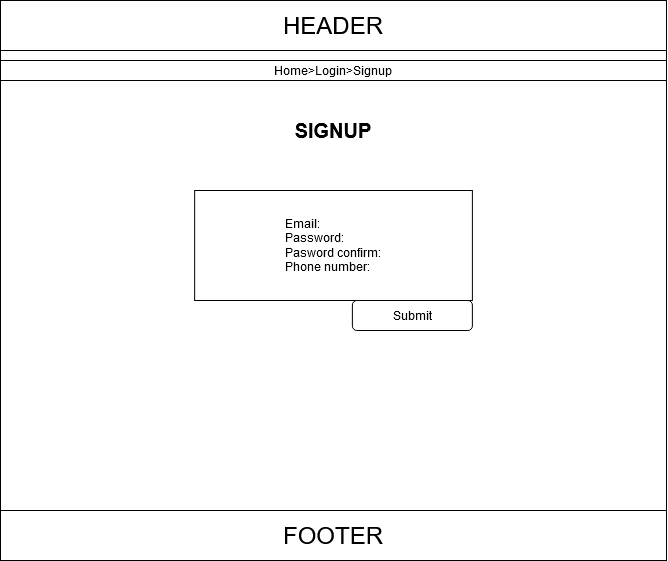 HEADER
Home>Login>Signup
SIGNUP
Email:
Password:
Pasword confirm:
Phone number:
Submit
FOOTER